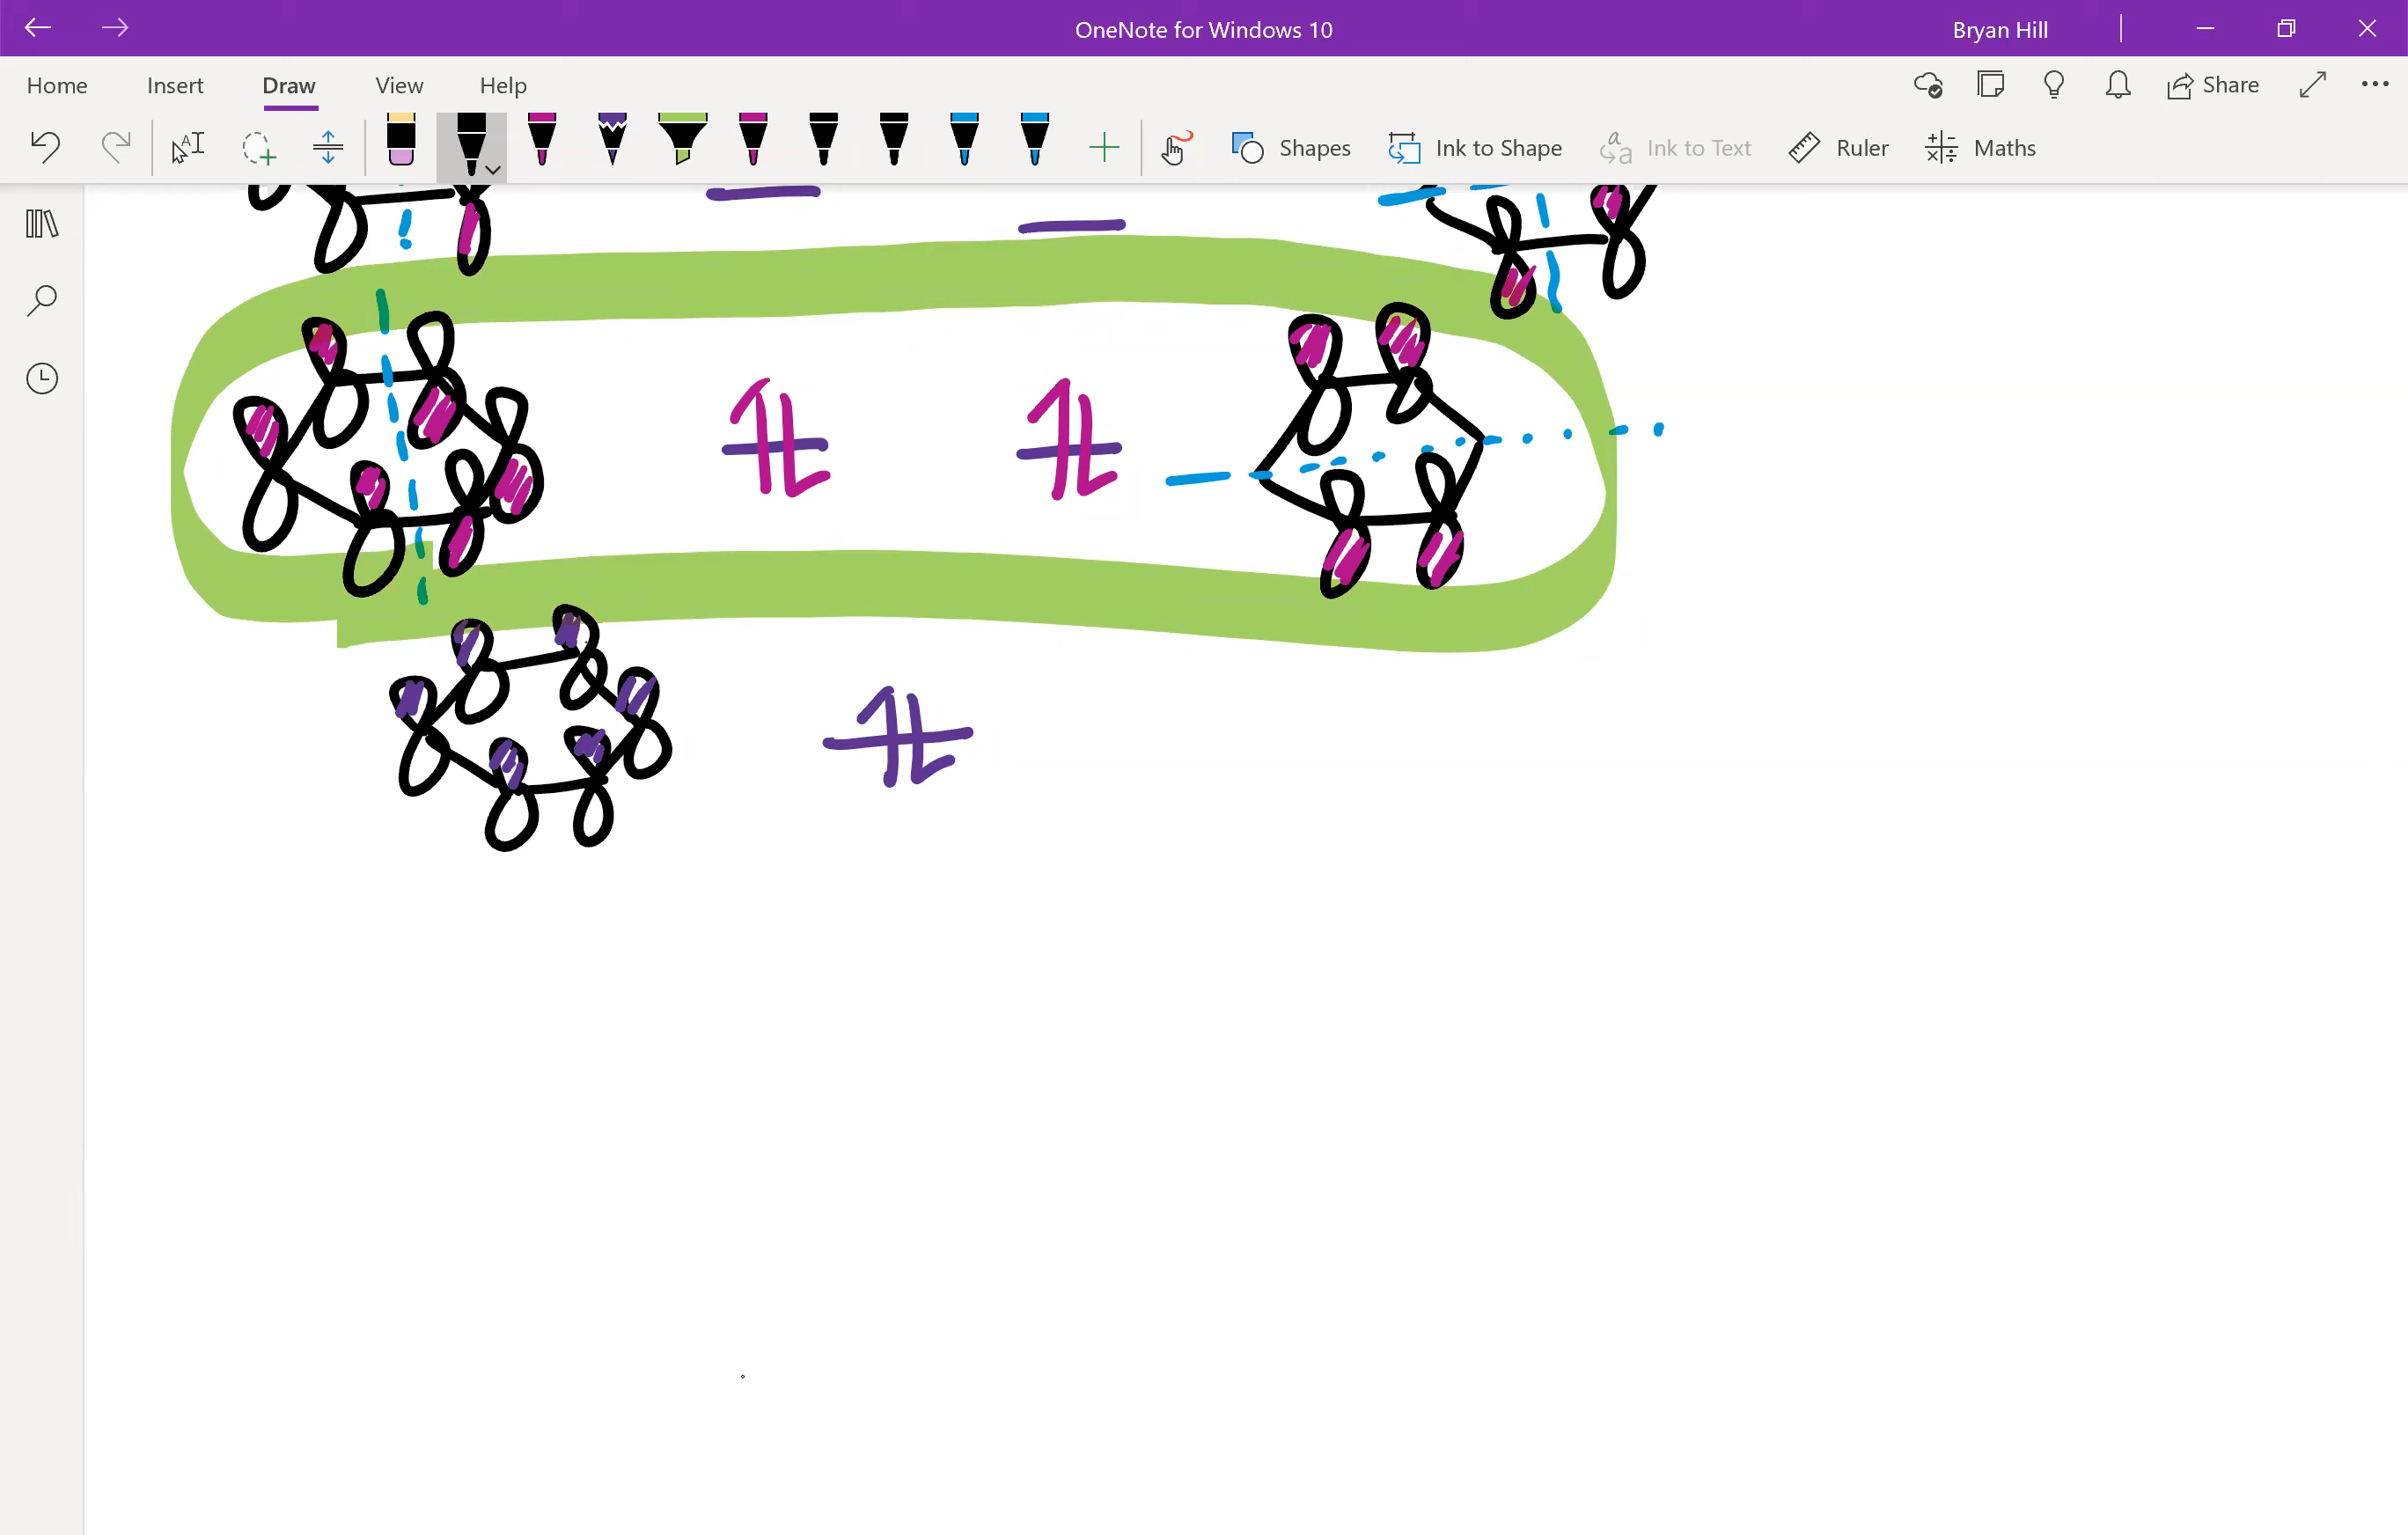 OneNote for Windows 10 Bryan Hill
Home Insert Draw View Help Share
Shapes Ink to Shape Ink to Text Ruler Maths